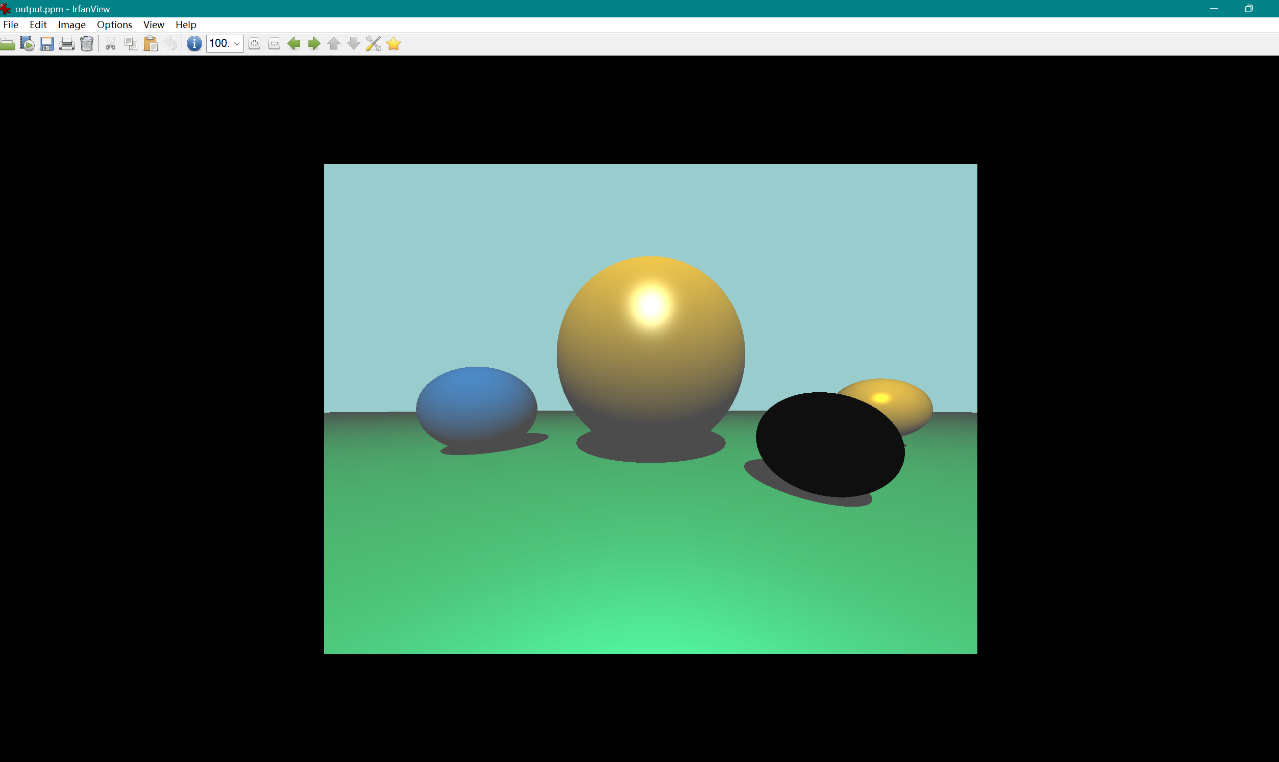 output.ppm - IrfanView
File Edit Image Options View Help
100.